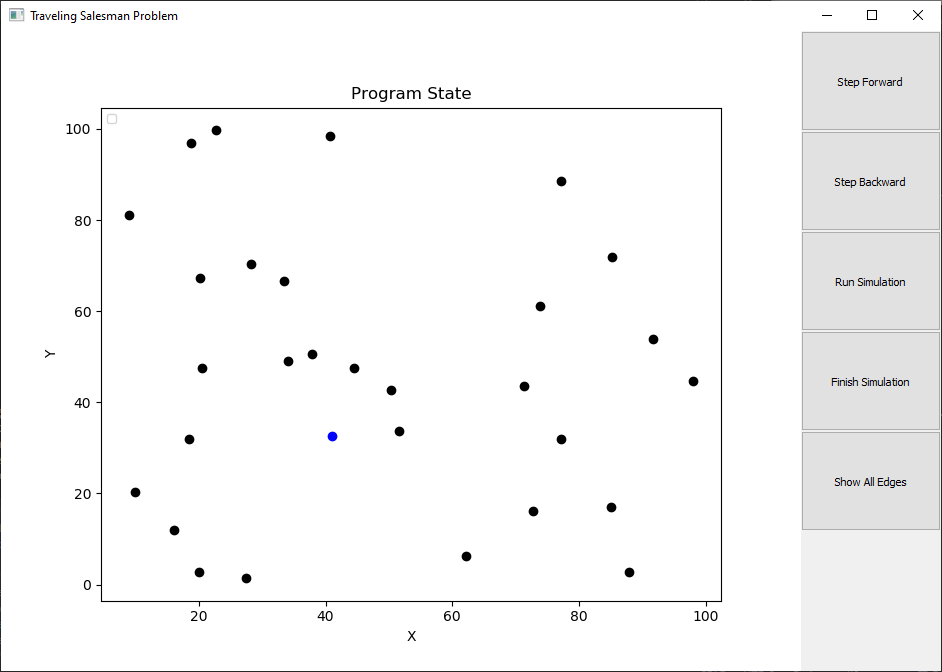 Traveling Salesman Problem
Program State
100
80
60
40
20
0
Y
20 40 60 80 100
X
Step Forward
Step Backward
Run Simulation
Finish Simulation
Show All Edges